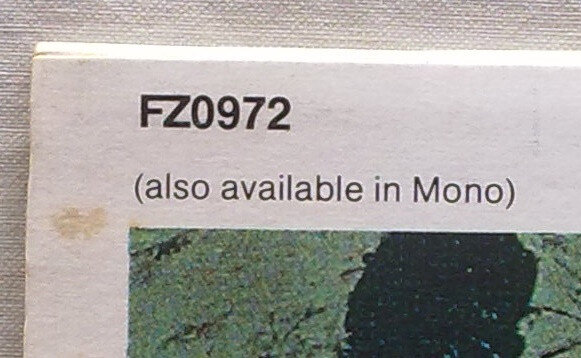 FZ0972
(also available in Mono)